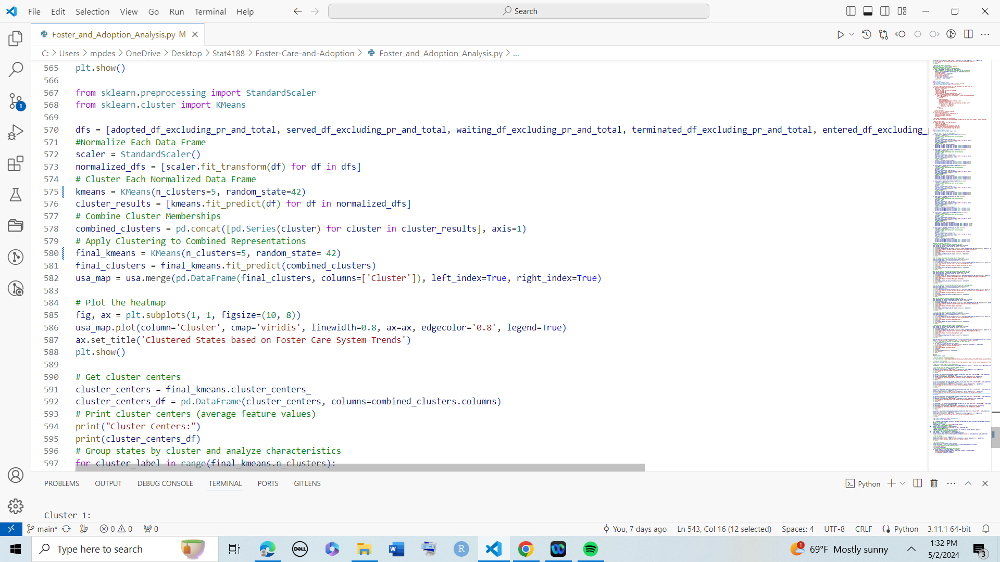 File Edit Selection View Go Run Terminal Help
Search
Foster_and_Adoption_Analysis.py M
C: > Users > mpdes > OneDrive > Desktop > Stat4188 > Foster-Care-and-Adoption > Foster_and_Adoption_Analysis.py > ...
565 plt.show()
566
567 from sklearn.preprocessing import StandardScaler
568 from sklearn.cluster import KMeans
569
570 dfs = [adopted_df_excluding_pr_and_total, served_df_excluding_pr_and_total, waiting_df_excluding_pr_and_total, terminated_df_excluding_pr_and_total, entered_df_excluding_
571 #Normalize Each Data Frame
572 scaler = StandardScaler()
573 normalized_dfs = [scaler.fit_transform(df) for df in dfs]
574 # Cluster Each Normalized Data Frame
575 kmeans = KMeans(n_clusters=5, random_state=42)
576 cluster_results = [kmeans.fit_predict(df) for df in normalized_dfs]
577 # Combine Cluster Memberships
578 combined_clusters = pd.concat([pd.Series(cluster) for cluster in cluster_results], axis=1)
579 # Apply Clustering to Combined Representations
580 final_kmeans = KMeans(n_clusters=5, random_state= 42)
581 final_clusters = final_kmeans.fit_predict(combined_clusters)
582 usa_map = usa.merge(pd.DataFrame(final_clusters, columns=['Cluster']), left_index=True, right_index=True)
583
584 # Plot the heatmap
585 fig, ax = plt.subplots(1, 1, figsize=(10, 8))
586 usa_map.plot(column='Cluster', cmap='viridis', linewidth=0.8, ax=ax, edgecolor='0.8', legend=True)
587 ax.set_title('Clustered States based on Foster Care System Trends')
588 plt.show()
589
590 # Get cluster centers
591 cluster_centers = final_kmeans.cluster_centers_
592 cluster_centers_df = pd.DataFrame(cluster_centers, columns=combined_clusters.columns)
593 # Print cluster centers (average feature values)
594 print("Cluster Centers:")
595 print(cluster_centers_df)
596 # Group states by cluster and analyze characteristics
597 for cluster_label in range(final_kmeans.n_clusters):
PROBLEMS OUTPUT DEBUG CONSOLE TERMINAL PORTS GITLENS
Python
Cluster 1:
main* 0 0 0 You, 7 days ago Ln 543, Col 16 (12 selected) Spaces: 4 UTF-8 CRLF Python 3.11.1 64-bit
Type here to search
DELL
R
1
69°F Mostly sunny
1:32 PM
5/2/2024
3